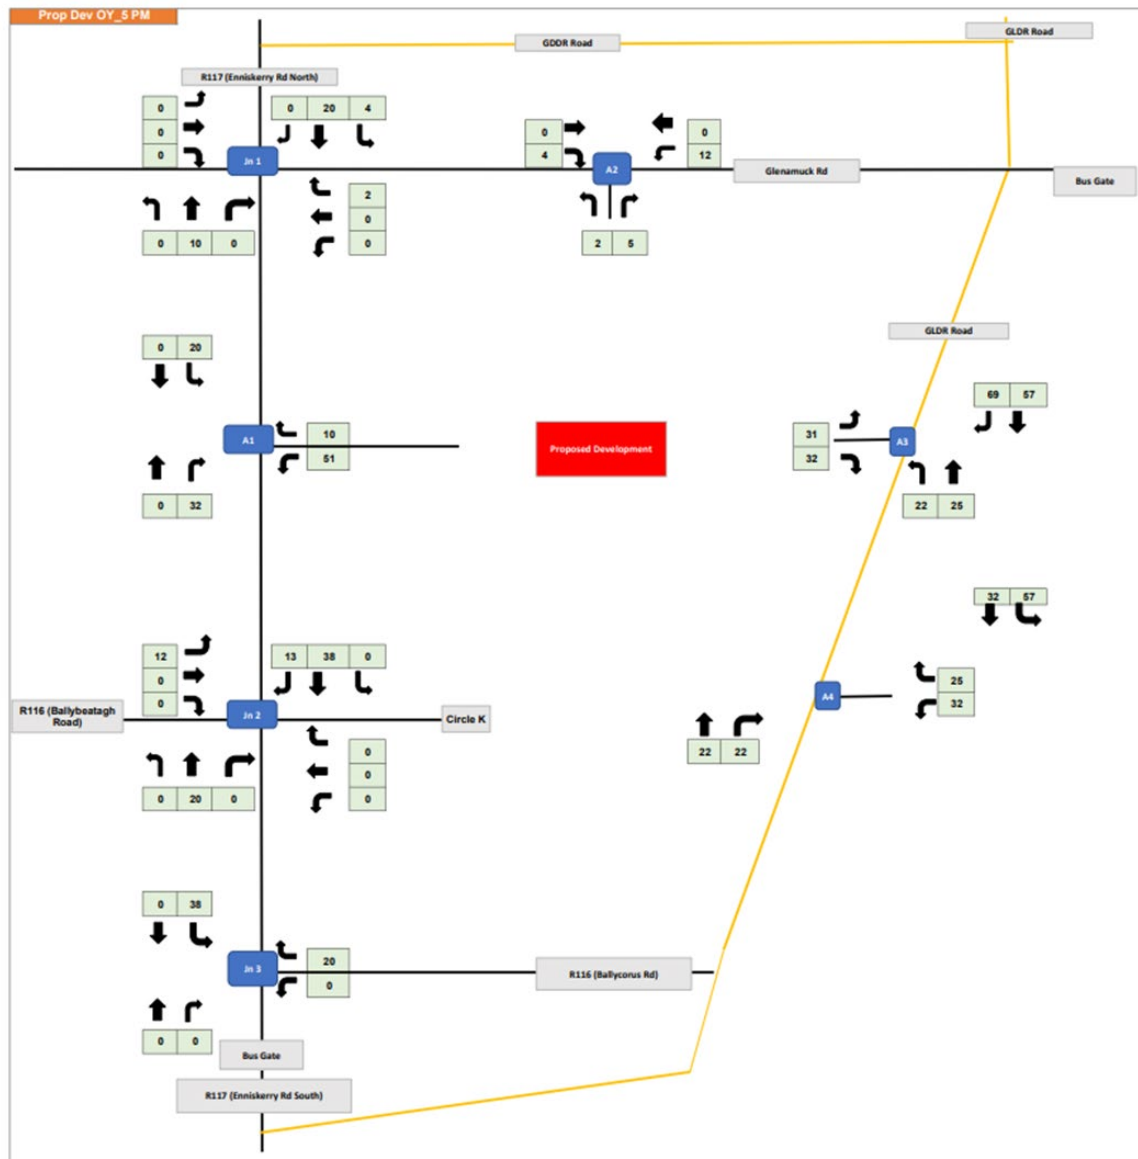 Prop Dev OY_5 PM
GLDR Road
GDDR Road
R117 (Enniskerry Rd North)
0
0
0
0 20 4
Jn 1
0
4
A2
0
12
Glenamuck Rd
Bus Gate
2
0
0
0 10 0
2 5
GLDR Road
0 20
A1
10
51
0 32
Proposed Development
31
32
A3
69 57
22 25
32 57
12
0
0
13 38 0
R116 (Ballybeatagh
Road)
Jn 2
Circle K
0
0
0
0 20 0
A4
25
32
22 22
0 38
Jn 3
20
0
R116 (Ballycorus Rd)
0 0
Bus Gate
R117 (Enniskerry Rd South)